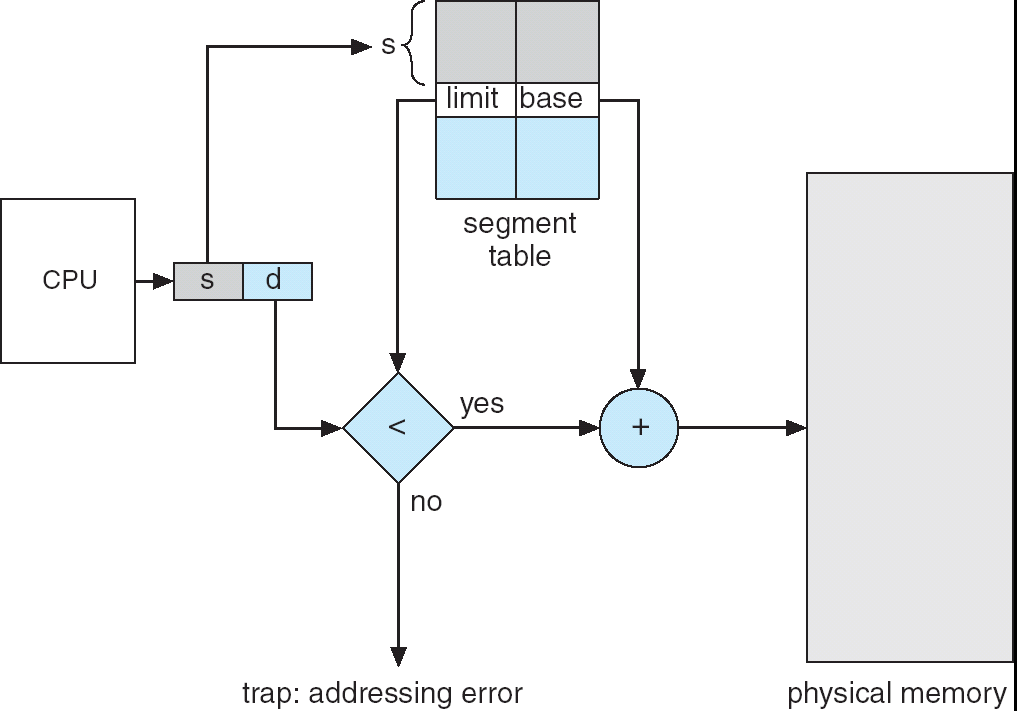 s
limit base
segment
table
CPU
s d
yes
<
+
no
trap: addressing error
physical memory